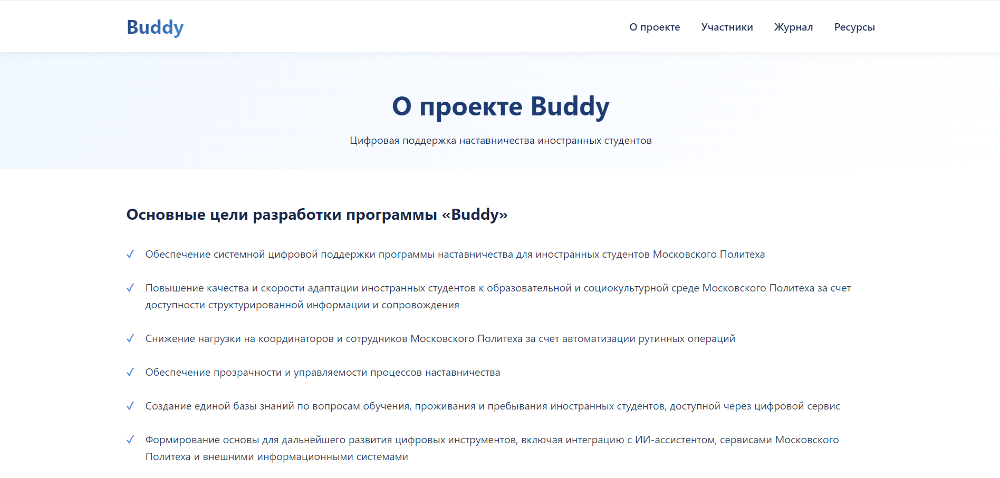 Buddy
О проекте Участники Журнал Ресурсы
О проекте Buddy
Цифровая поддержка наставничества иностранных студентов
Основные цели разработки программы «Buddy»
✓ Обеспечение системной цифровой поддержки программы наставничества для иностранных студентов Московского Политеха
✓ Повышение качества и скорости адаптации иностранных студентов к образовательной и социокультурной среде Московского Политеха за счет
доступности структурированной информации и сопровождения
✓ Снижение нагрузки на координаторов и сотрудников Московского Политеха за счет автоматизации рутинных операций
✓ Обеспечение прозрачности и управляемости процессов наставничества
✓ Создание единой базы знаний по вопросам обучения, проживания и пребывания иностранных студентов, доступной через цифровой сервис
✓ Формирование основы для дальнейшего развития цифровых инструментов, включая интеграцию с ИИ-ассистентом, сервисами Московского
Политеха и внешними информационными системами